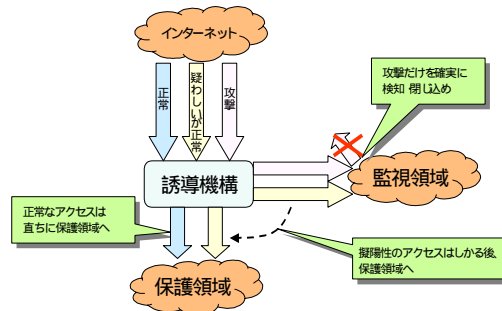 インターネット
正常
疑わしいが正常
攻撃
攻撃だけを確実に
検知 閉じ込め
誘導機構
監視領域
正常なアクセスは
直ちに保護領域へ
擬陽性のアクセスはしかる後、
保護領域へ
保護領域